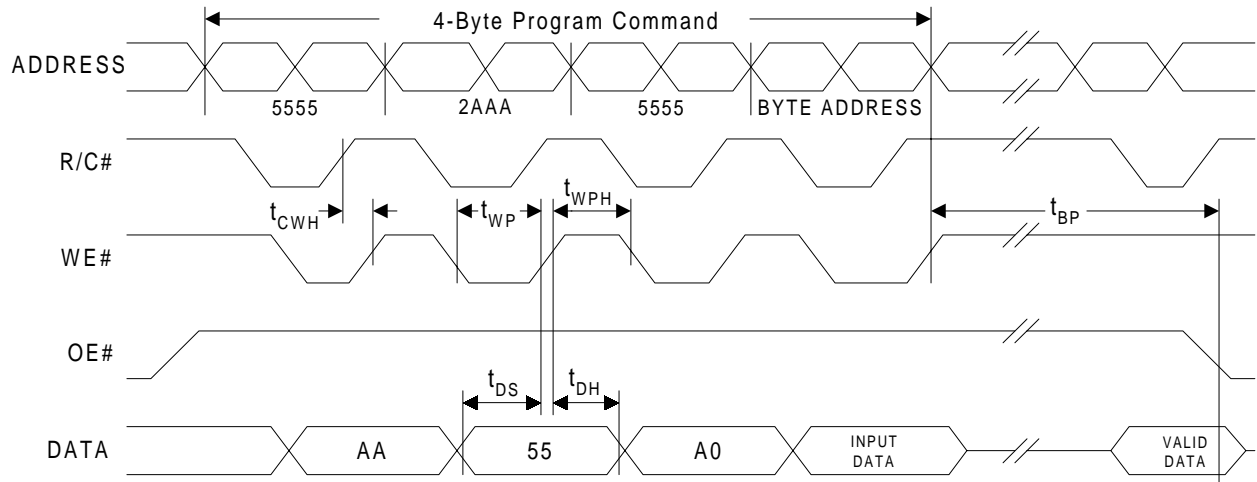 4-Byte Program Command
ADDRESS
5555 2AAA 5555 BYTE ADDRESS
R/C#
tCWH tWP tWPH tBP
WE#
OE#
tDS tDH
DATA AA 55 A0 INPUT DATA VALID DATA